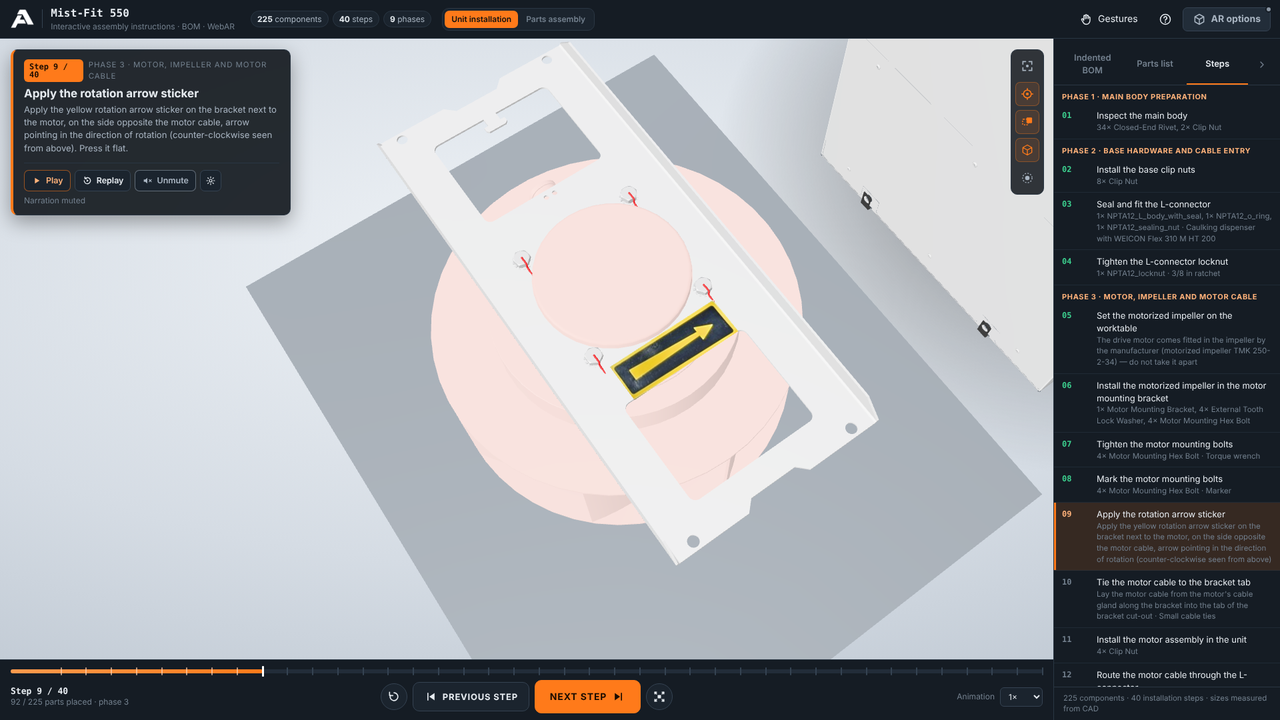 Mist-Fit 550
Interactive assembly instructions · BOM · WebAR
225 components
40 steps
9 phases
Unit installation
Parts assembly
Gestures
AR options
Step 9 / 40
PHASE 3 · MOTOR, IMPELLER AND MOTOR CABLE
Apply the rotation arrow sticker
Apply the yellow rotation arrow sticker on the bracket next to
the motor, on the side opposite the motor cable, arrow
pointing in the direction of rotation (counter-clockwise seen
from above). Press it flat.
Play
Replay
Unmute
Narration muted
Indented BOM
Parts list
Steps
PHASE 1 · MAIN BODY PREPARATION
01 Inspect the main body
34× Closed-End Rivet, 2× Clip Nut
PHASE 2 · BASE HARDWARE AND CABLE ENTRY
02 Install the base clip nuts
8× Clip Nut
03 Seal and fit the L-connector
1× NPTA12_L_body_with_seal, 1× NPTA12_o_ring,
1× NPTA12_sealing_nut · Caulking dispenser
with WEICON Flex 310 M HT 200
04 Tighten the L-connector locknut
1× NPTA12_locknut · 3/8 in ratchet
PHASE 3 · MOTOR, IMPELLER AND MOTOR CABLE
05 Set the motorized impeller on the
worktable
The drive motor comes fitted in the impeller by
the manufacturer (motorized impeller TMK 250-
2-34) — do not take it apart
06 Install the motorized impeller in the motor
mounting bracket
1× Motor Mounting Bracket, 4× External Tooth
Lock Washer, 4× Motor Mounting Hex Bolt
07 Tighten the motor mounting bolts
4× Motor Mounting Hex Bolt · Torque wrench
08 Mark the motor mounting bolts
4× Motor Mounting Hex Bolt · Marker
09 Apply the rotation arrow sticker
Apply the yellow rotation arrow sticker on the
bracket next to the motor, on the side opposite
the motor cable, arrow pointing in the direction
of rotation (counter-clockwise seen from above)
10 Tie the motor cable to the bracket tab
Lay the motor cable from the motor's cable
gland along the bracket into the tab of the
bracket cut-out · Small cable ties
11 Install the motor assembly in the unit
4× Clip Nut
12 Route the motor cable through the L-
225 components · 40 installation steps · sizes measured
from CAD
Step 9 / 40
92 / 225 parts placed · phase 3
PREVIOUS STEP
NEXT STEP
Animation
1×